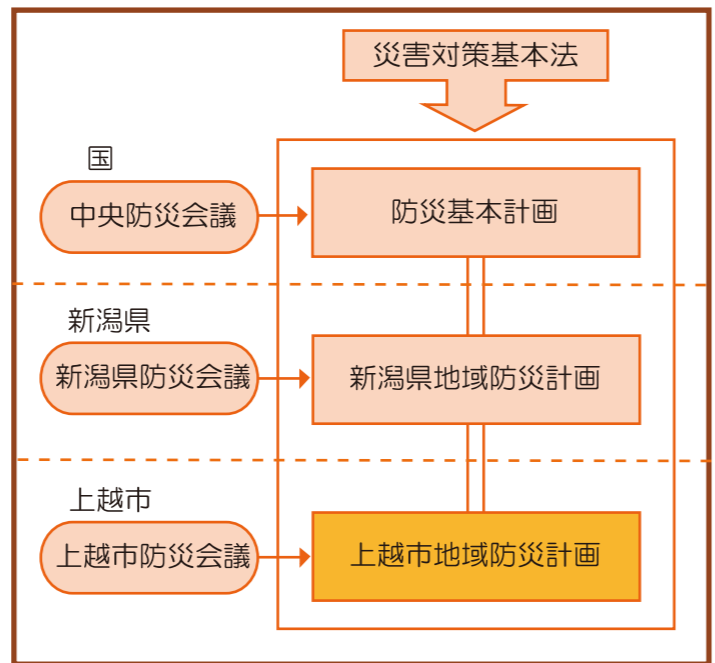 災害対策基本法
国
中央防災会議
防災基本計画
新潟県
新潟県防災会議
新潟県地域防災計画
上越市
上越市防災会議
上越市地域防災計画